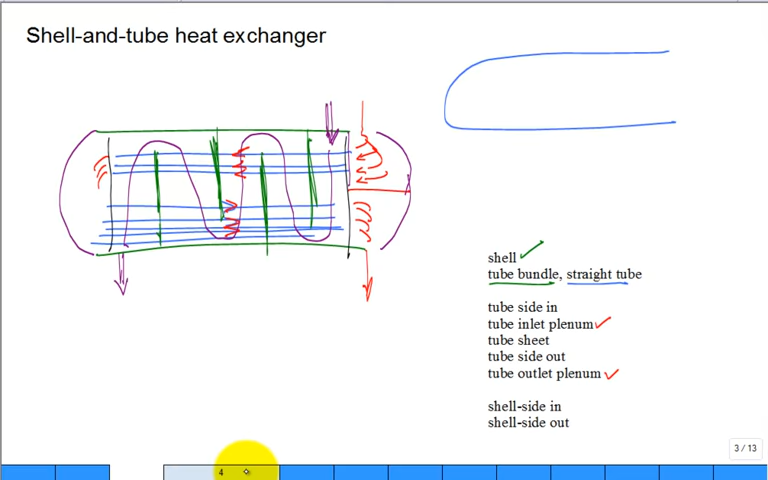 Shell-and-tube heat exchanger
shell
tube bundle, straight tube
tube side in
tube inlet plenum
tube sheet
tube side out
tube outlet plenum
shell-side in
shell-side out
3 / 13
4